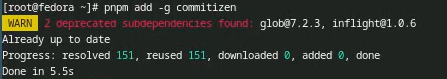 [root@fedora ~]# pnpm add -g commitizen
WARN 2 deprecated subdependencies found: glob@7.2.3, inflight@1.0.6
Already up to date
Progress: resolved 151, reused 151, downloaded 0, added 0, done
Done in 5.5s